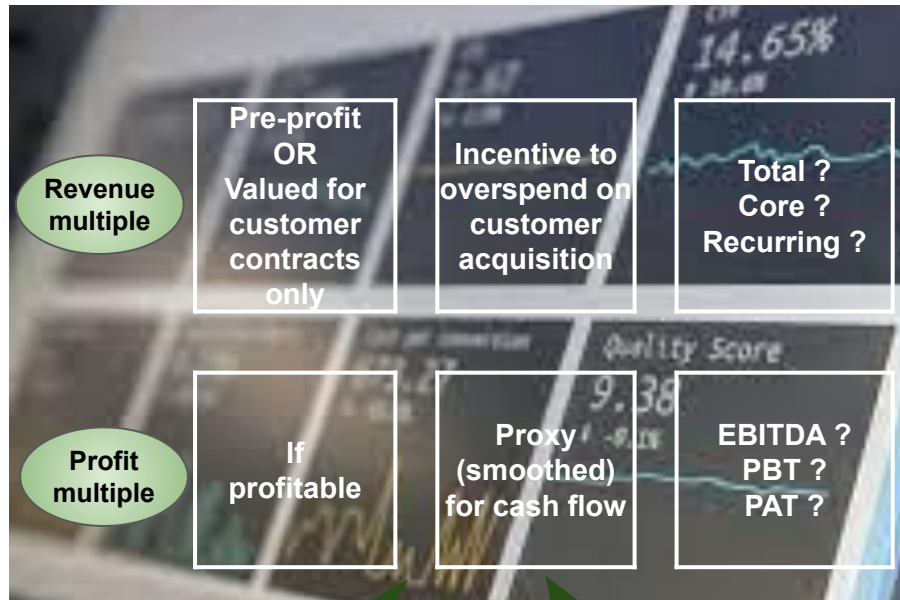 14.65%
Revenue
multiple
Pre-profit
OR
Valued for
customer
contracts
only
Incentive to
overspend on
customer
acquisition
Total ?
Core ?
Recurring ?
Quality Score
9.38
Profit
multiple
If
profitable
Proxy
(smoothed)
for cash flow
EBITDA ?
PBT ?
PAT ?